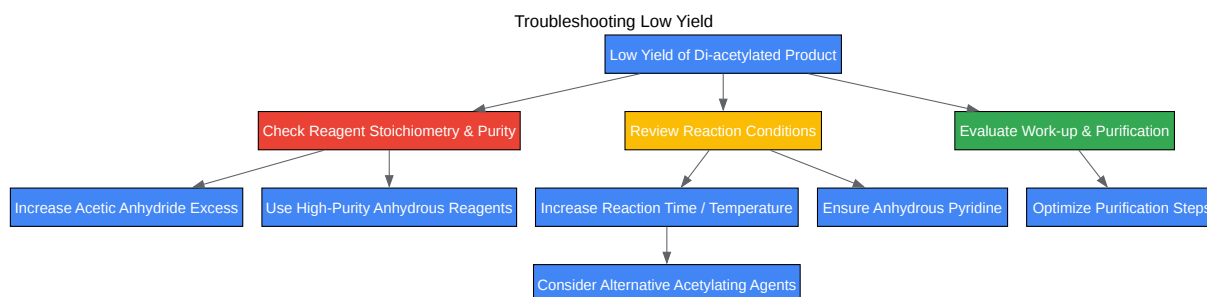 Troubleshooting Low Yield
Low Yield of Di-acetylated Product
Check Reagent Stoichiometry & Purity
Review Reaction Conditions
Evaluate Work-up & Purification
Increase Acetic Anhydride Excess
Use High-Purity Anhydrous Reagents
Increase Reaction Time / Temperature
Ensure Anhydrous Pyridine
Optimize Purification Steps
Consider Alternative Acetylating Agents